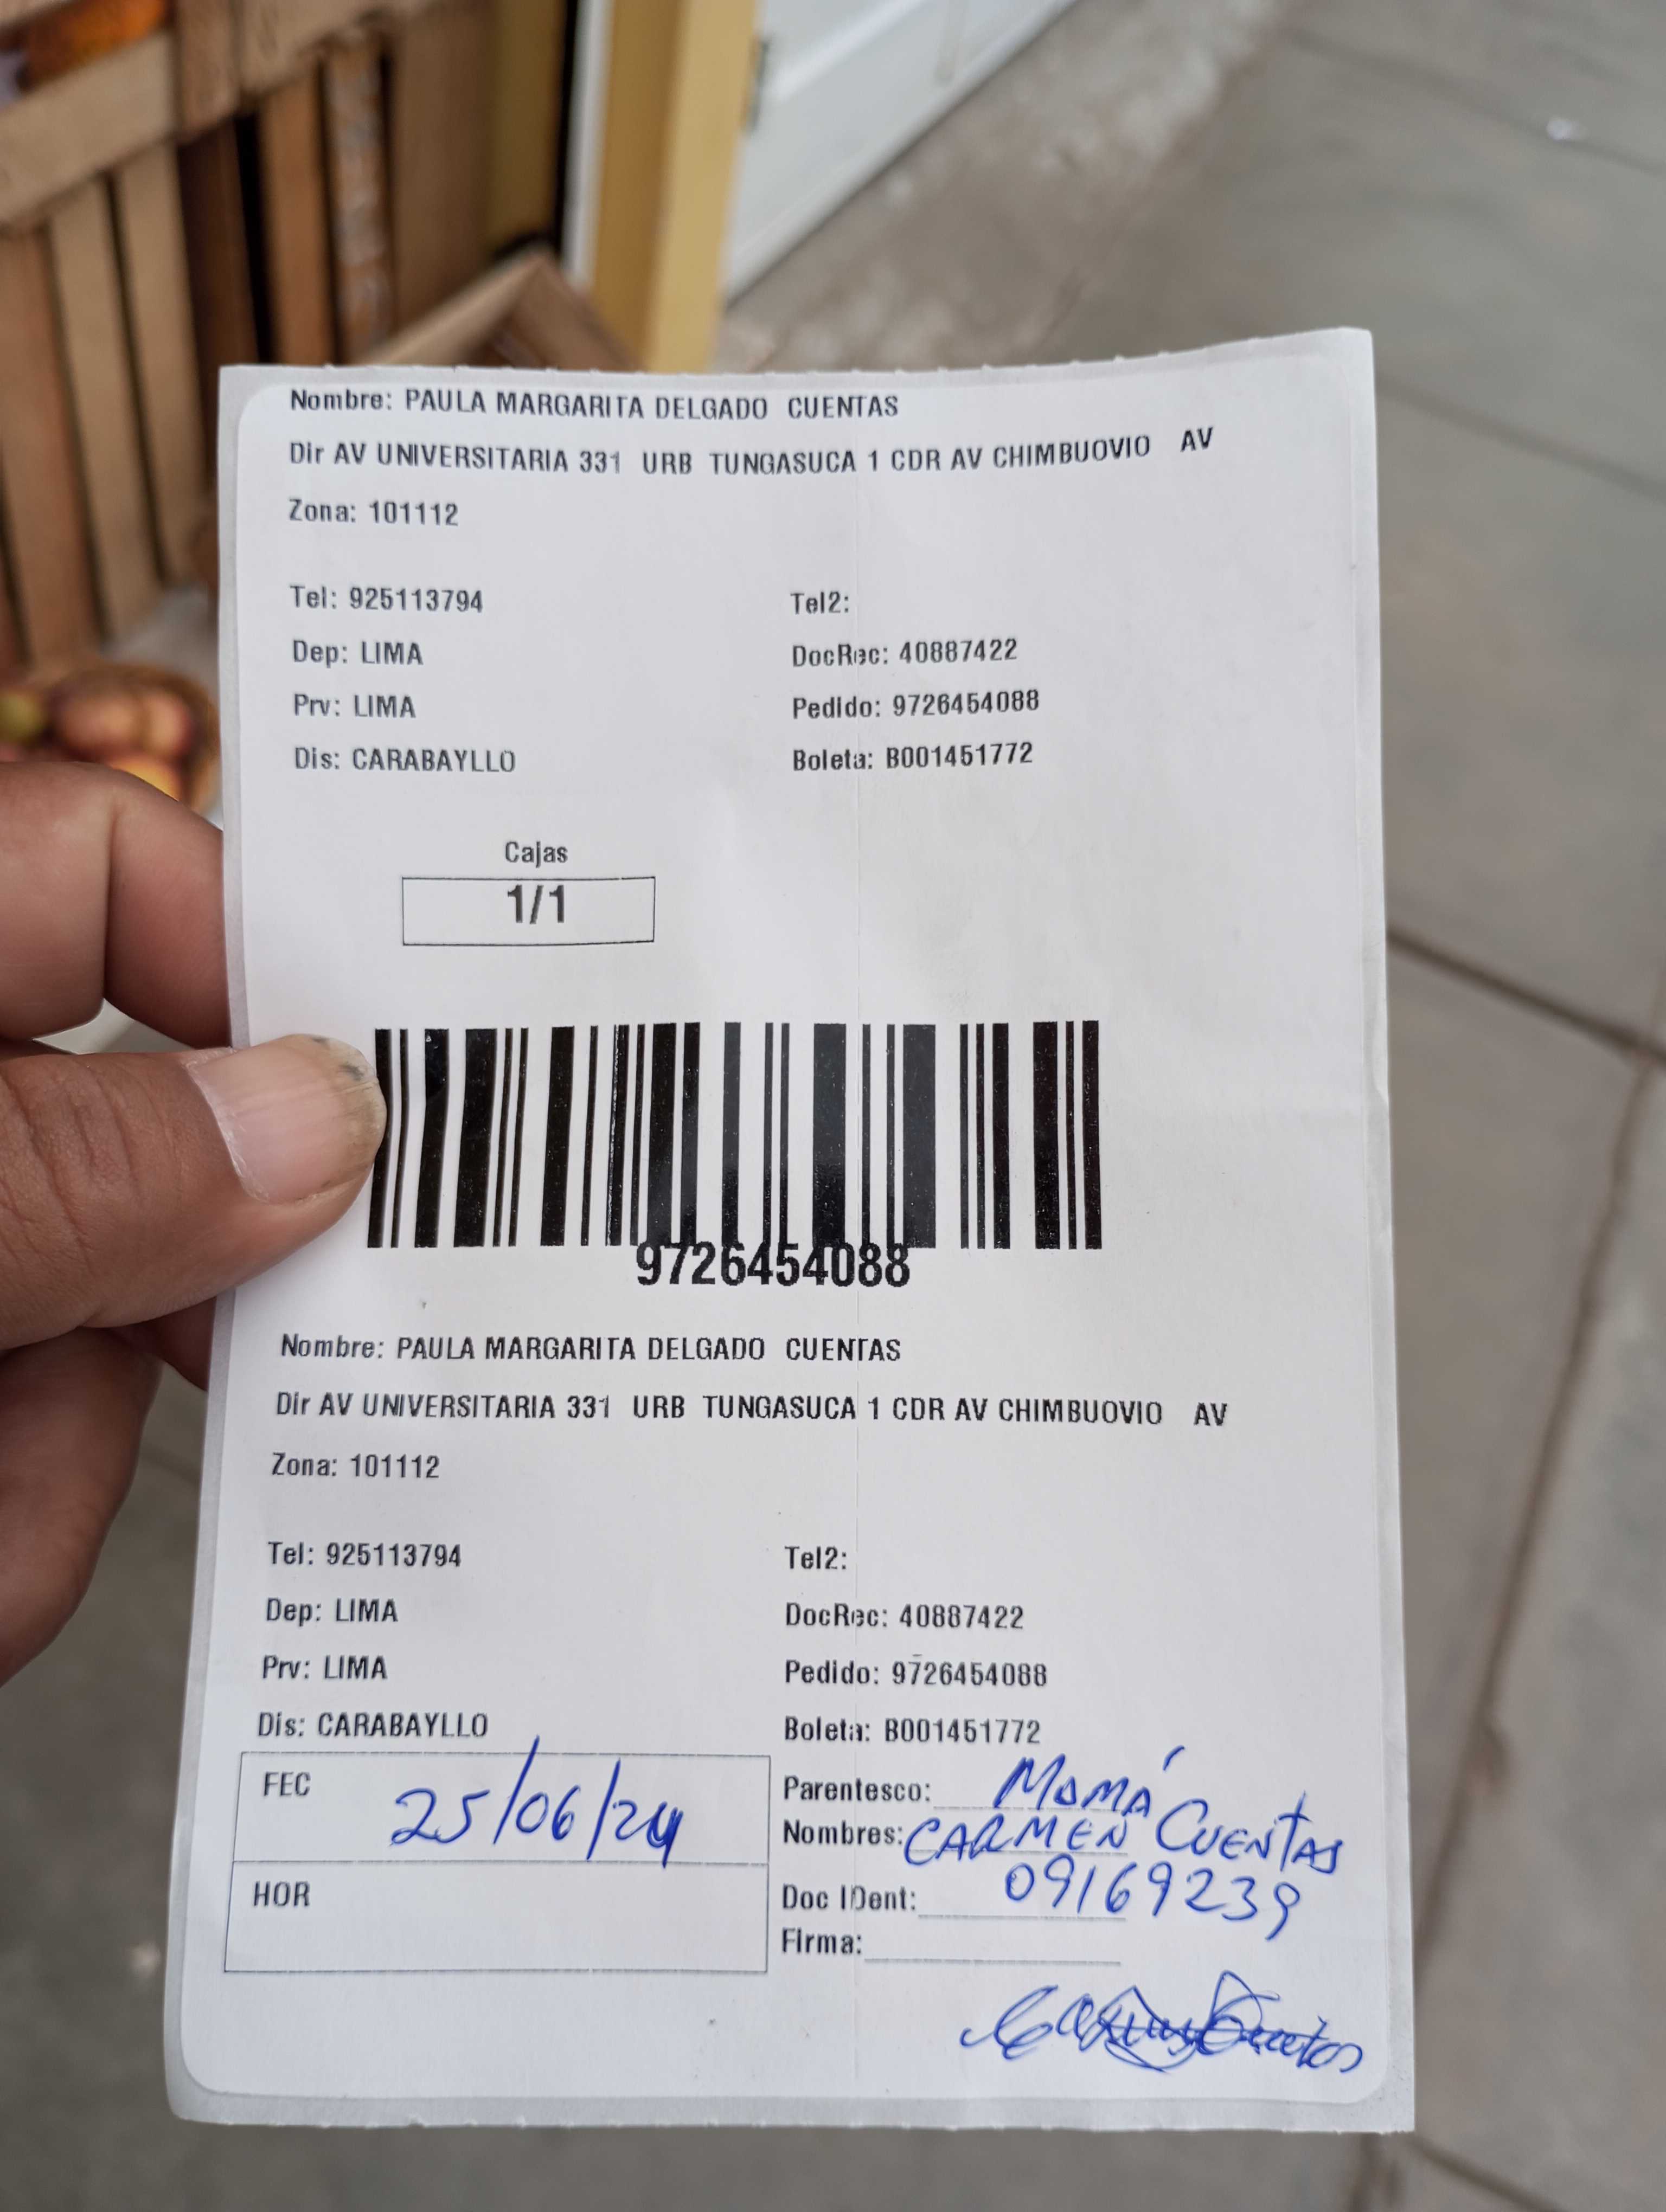 Nombre: PAULA MARGARITA DELGADO CUENTAS
Dir AV UNIVERSITARIA 331 URB TUNGASUCA 1 CDR AV CHIMBUOVIO AV
Zona: 101112
Tel: 925113794 Tel2:
Dep: LIMA DocRec: 40887422
Prv: LIMA Pedido: 9726454088
Dis: CARABAYLLO Boleta: B001451772
Cajas
1/1
9726454088
Nombre: PAULA MARGARITA DELGADO CUENTAS
Dir AV UNIVERSITARIA 331 URB TUNGASUCA 1 CDR AV CHIMBUOVIO AV
Zona: 101112
Tel: 925113794 Tel2:
Dep: LIMA DocRec: 40887422
Prv: LIMA Pedido: 9726454088
Dis: CARABAYLLO Boleta: B001451772
FEC 25/06/24 Parentesco: MAMÁ
Nombres: CARMEN CUENTAS
HOR Doc IDent: 09169239
Firma: